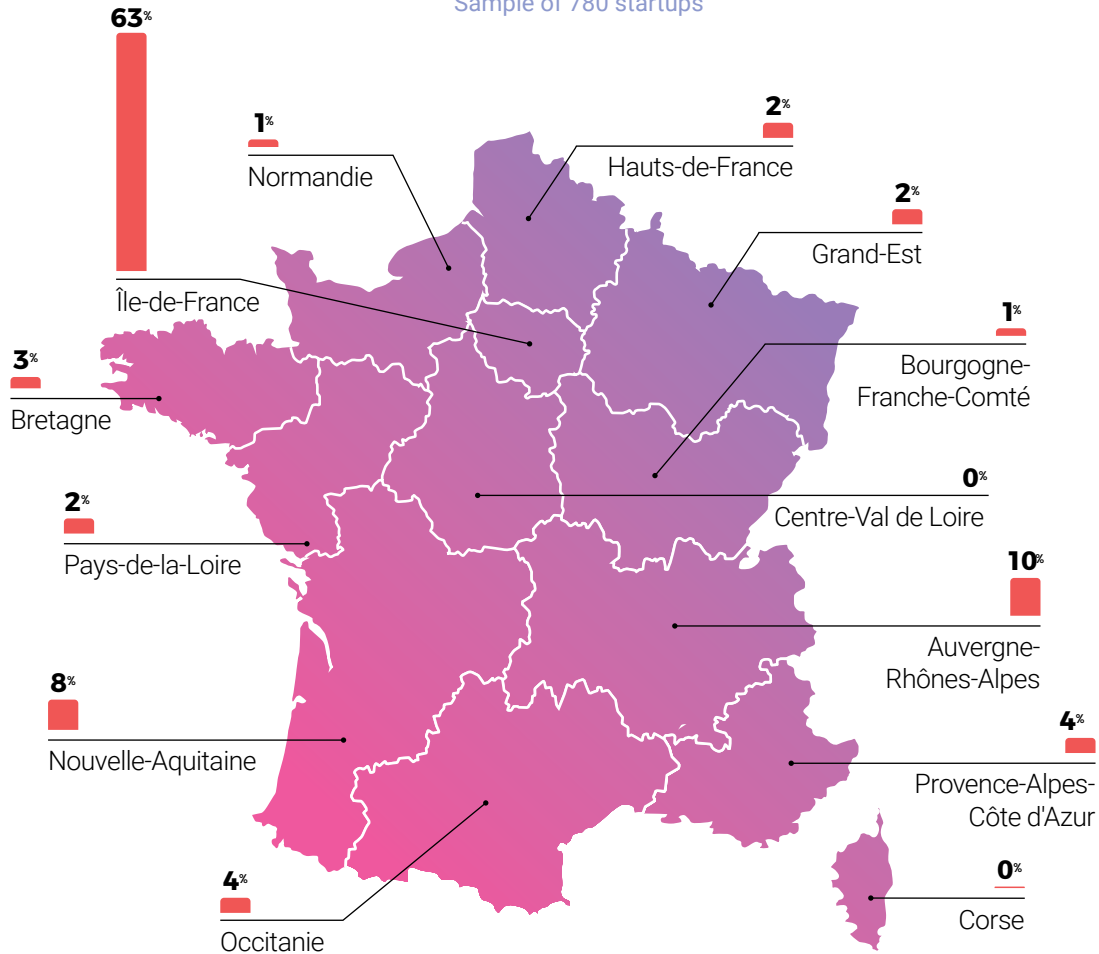 Sample of 780 startups
63%
1%
Normandie
2%
Hauts-de-France
2%
Grand-Est
Île-de-France
1%
Bourgogne-
Franche-Comté
3%
Bretagne
0%
Centre-Val de Loire
2%
Pays-de-la-Loire
10%
Auvergne-
Rhônes-Alpes
8%
Nouvelle-Aquitaine
4%
Provence-Alpes-
Côte d'Azur
4%
Occitanie
0%
Corse